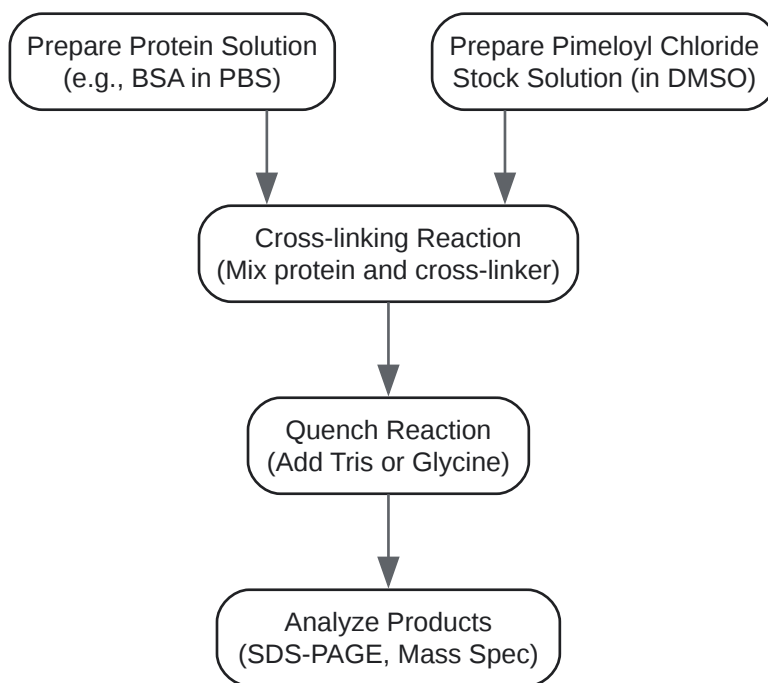 Prepare Protein Solution
(e.g., BSA in PBS)
Prepare Pimeloyl Chloride
Stock Solution (in DMSO)
Cross-linking Reaction
(Mix protein and cross-linker)
Quench Reaction
(Add Tris or Glycine)
Analyze Products
(SDS-PAGE, Mass Spec)